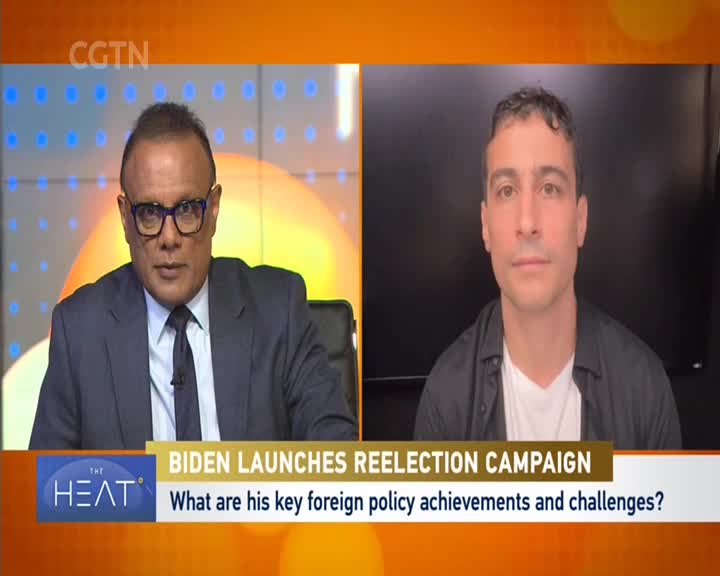 CGTN
BIDEN LAUNCHES REELECTION CAMPAIGN
THE
HEAT
What are his key foreign policy achievements and challenges?